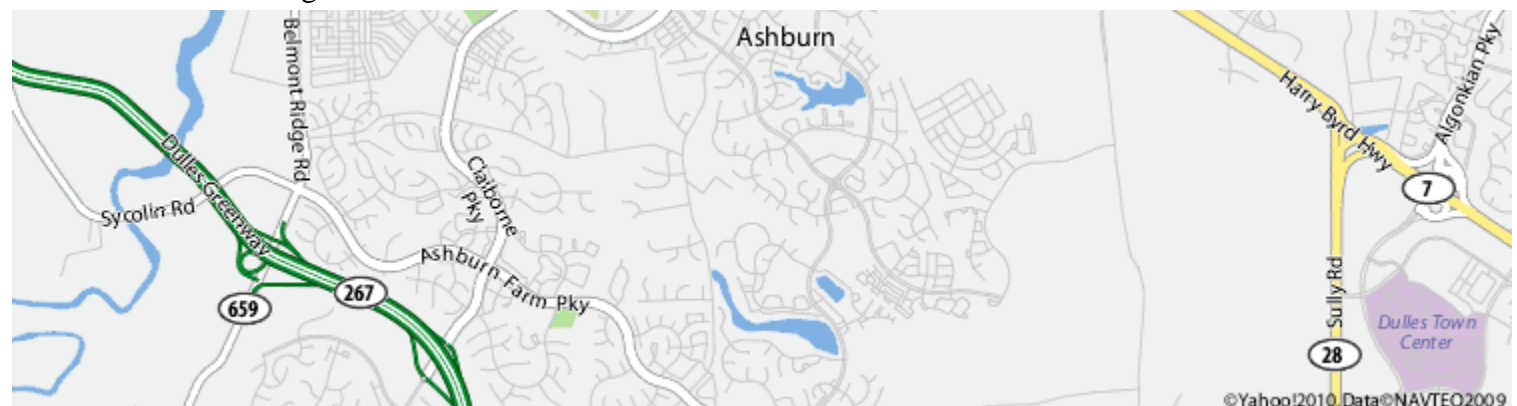 Ashburn
Belmont Ridge Rd
Harry Byrd Hwy
Algonkian Pky
Dulles Greenway
Claiborne
Pky
7
Sycolin Rd
Ashburn Farm Pky
267
659
Sully Rd
Dulles Town
Center
28
©Yahoo!2010, Data©NAVTEQ2009